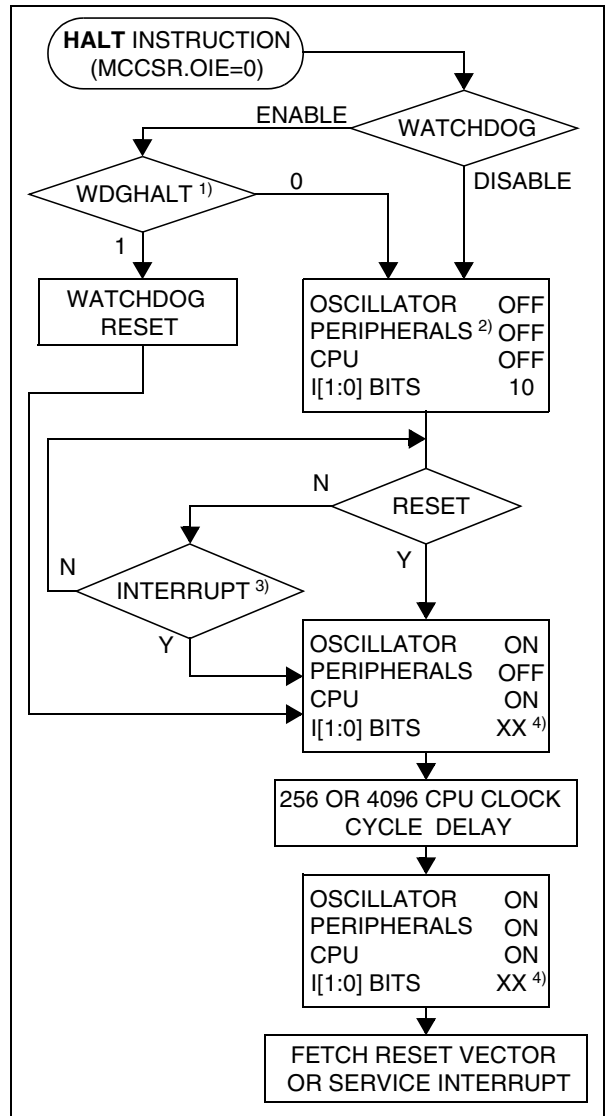 HALT INSTRUCTION
(MCCSR.OIE=0)
ENABLE
WATCHDOG
WDGHALT 1)
0
DISABLE
1
WATCHDOG
RESET
OSCILLATOR OFF
PERIPHERALS 2) OFF
CPU OFF
I[1:0] BITS 10
N
RESET
Y
N
INTERRUPT 3)
Y
OSCILLATOR ON
PERIPHERALS OFF
CPU ON
I[1:0] BITS XX 4)
256 OR 4096 CPU CLOCK
CYCLE DELAY
OSCILLATOR ON
PERIPHERALS ON
CPU ON
I[1:0] BITS XX 4)
FETCH RESET VECTOR
OR SERVICE INTERRUPT